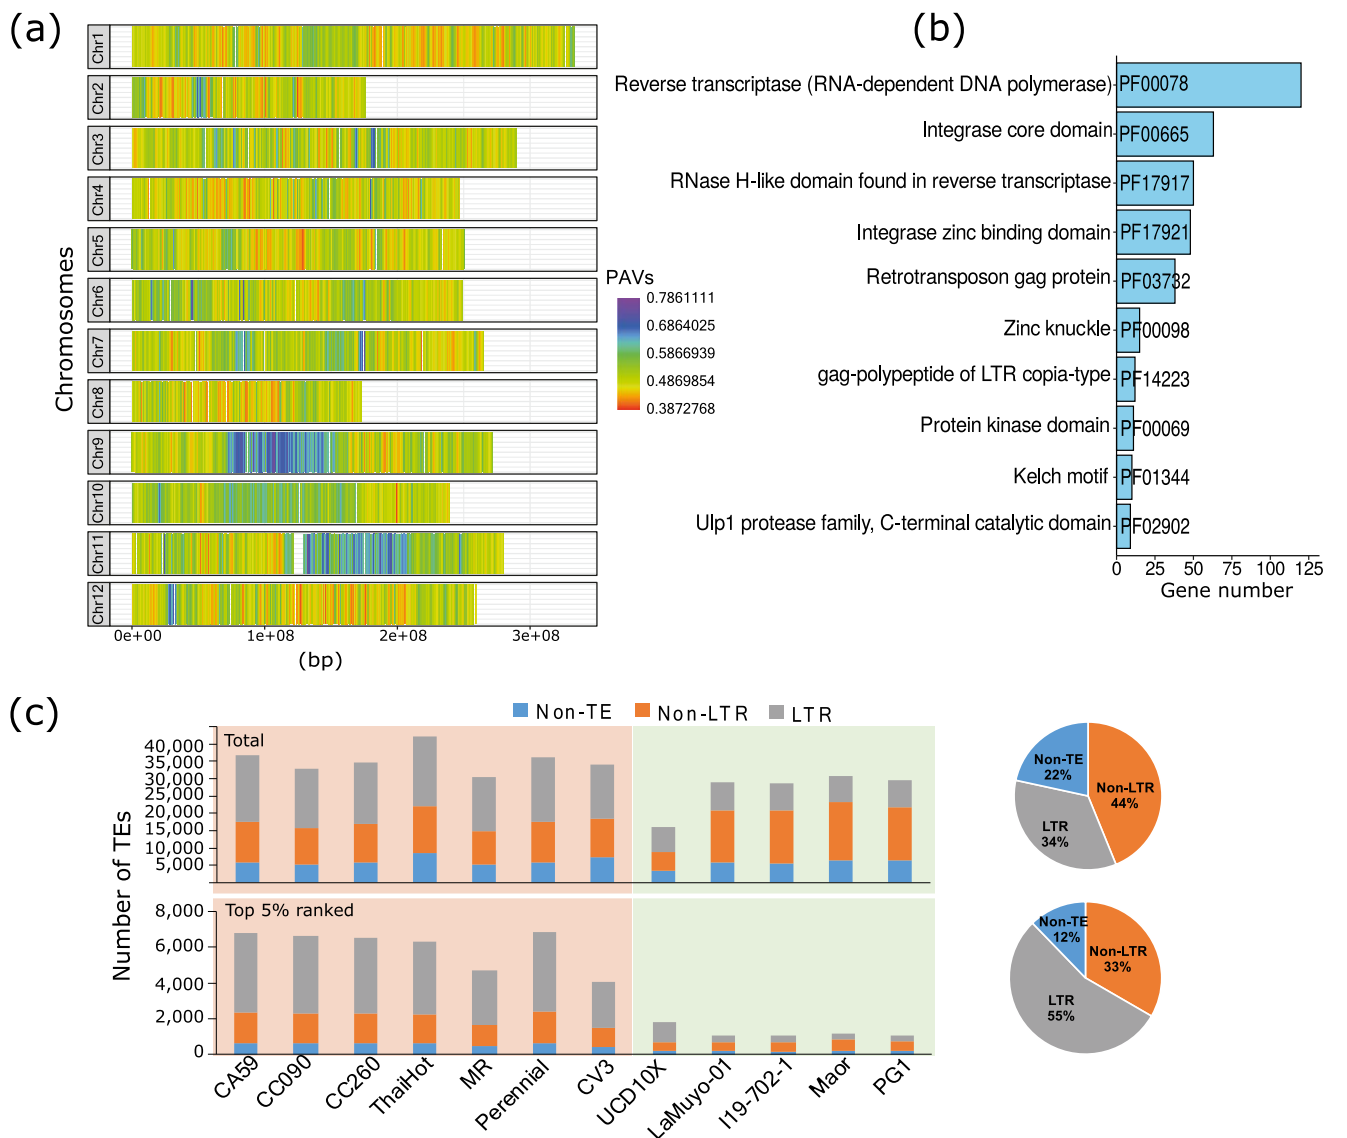 (a)
Chromosomes
Chr1
Chr2
Chr3
Chr4
Chr5
Chr6
Chr7
Chr8
Chr9
Chr10
Chr11
Chr12
0e+00
1e+08
2e+08
3e+08
(bp)
PAVs
0.7861111
0.6864025
0.5866939
0.4869854
0.3872768
(b)
Reverse transcriptase (RNA-dependent DNA polymerase)
PF00078
Integrase core domain
PF00665
RNase H-like domain found in reverse transcriptase
PF17917
Integrase zinc binding domain
PF17921
Retrotransposon gag protein
PF03732
Zinc knuckle
PF00098
gag-polypeptide of LTR copia-type
PF14223
Protein kinase domain
PF00069
Kelch motif
PF01344
Ulp1 protease family, C-terminal catalytic domain
PF02902
0
25
50
75
100
125
Gene number
(c)
Non-TE
Non-LTR
LTR
Number of TEs
Total
40,000
35,000
30,000
25,000
20,000
15,000
10,000
5,000
Top 5% ranked
8,000
6,000
4,000
2,000
0
CA59
CC090
CC260
ThaiHot
MR
Perennial
CV3
UCD10X
LaMuyo-01
I19-702-1
Maor
PG1
Non-TE
22%
Non-LTR
44%
LTR
34%
Non-TE
12%
Non-LTR
33%
LTR
55%